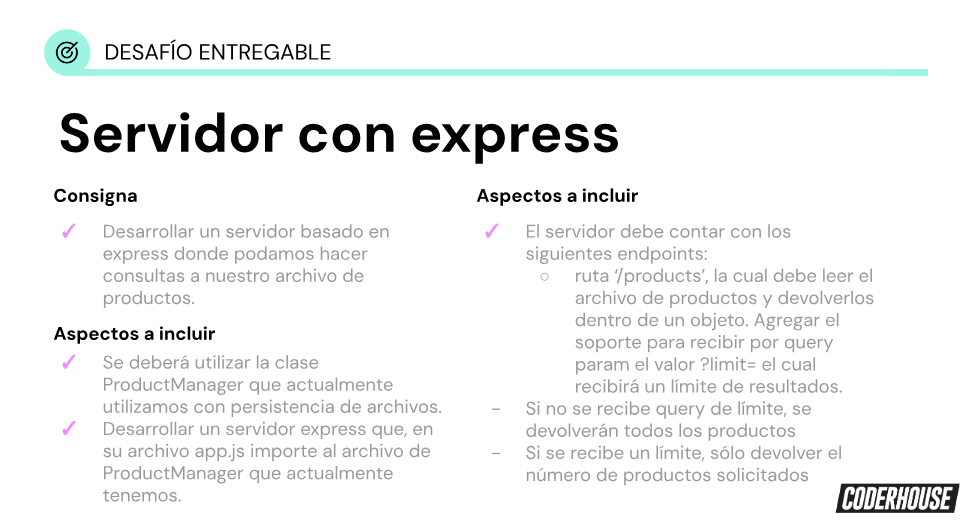 DESAFÍO ENTREGABLE
Servidor con express
Consigna
✓ Desarrollar un servidor basado en
express donde podamos hacer
consultas a nuestro archivo de
productos.
Aspectos a incluir
✓ Se deberá utilizar la clase
ProductManager que actualmente
utilizamos con persistencia de archivos.
✓ Desarrollar un servidor express que, en
su archivo app.js importe al archivo de
ProductManager que actualmente
tenemos.
Aspectos a incluir
✓ El servidor debe contar con los
siguientes endpoints:
○ ruta ‘/products’, la cual debe leer el
archivo de productos y devolverlos
dentro de un objeto. Agregar el
soporte para recibir por query
param el valor ?limit= el cual
recibirá un límite de resultados.
- Si no se recibe query de límite, se
devolverán todos los productos
- Si se recibe un límite, sólo devolver el
número de productos solicitados
CODERHOUSE